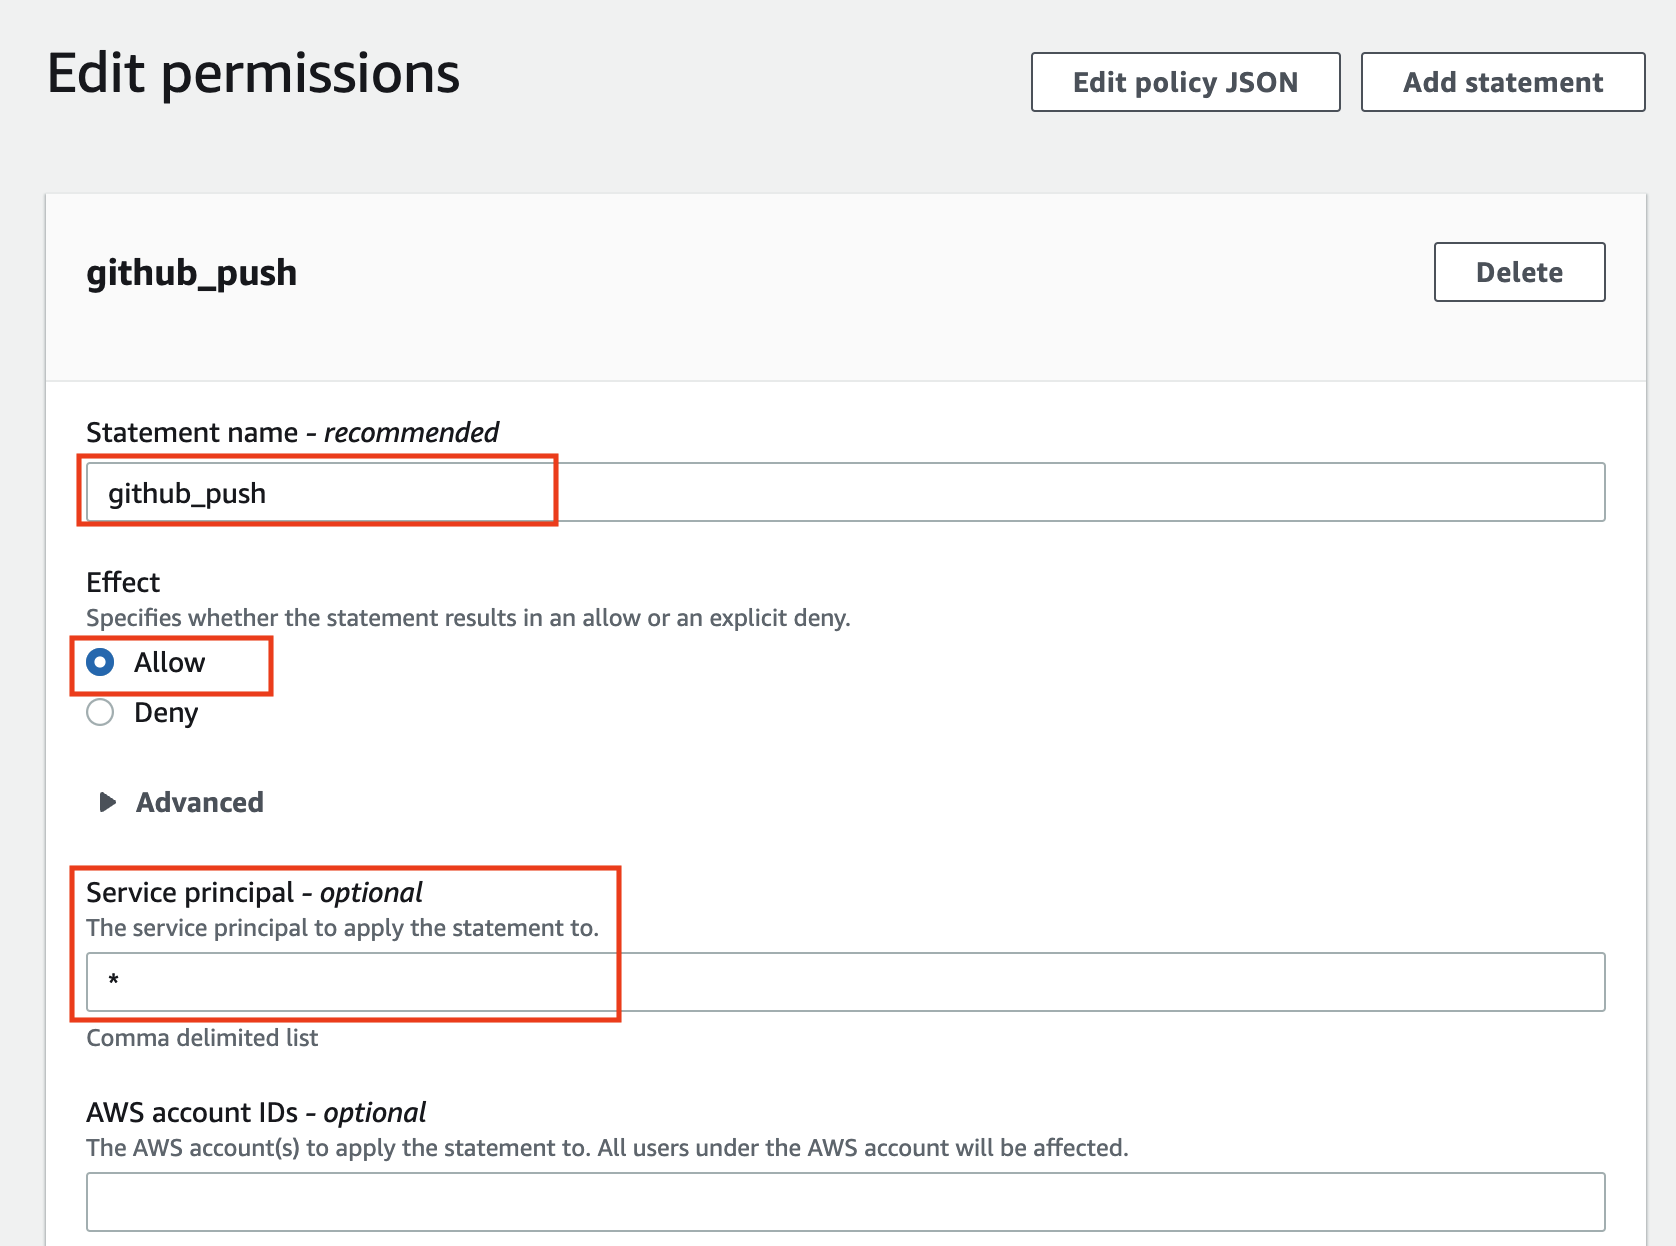 Edit permissions
Edit policy JSON
Add statement
github_push
Delete
Statement name - recommended
github_push
Effect
Specifies whether the statement results in an allow or an explicit deny.
Allow
Deny
Advanced
Service principal - optional
The service principal to apply the statement to.
*
Comma delimited list
AWS account IDs - optional
The AWS account(s) to apply the statement to. All users under the AWS account will be affected.